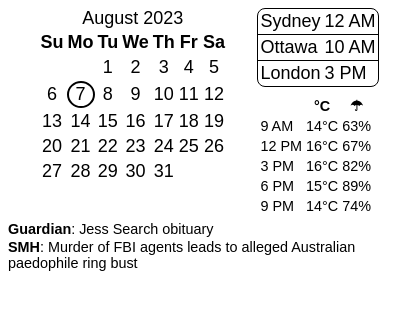 August 2023
Su Mo Tu We Th Fr Sa
1 2 3 4 5
6 7 8 9 10 11 12
13 14 15 16 17 18 19
20 21 22 23 24 25 26
27 28 29 30 31
Sydney 12 AM
Ottawa 10 AM
London 3 PM
°C ☂
9 AM 14°C 63%
12 PM 16°C 67%
3 PM 16°C 82%
6 PM 15°C 89%
9 PM 14°C 74%
Guardian: Jess Search obituary
SMH: Murder of FBI agents leads to alleged Australian
paedophile ring bust